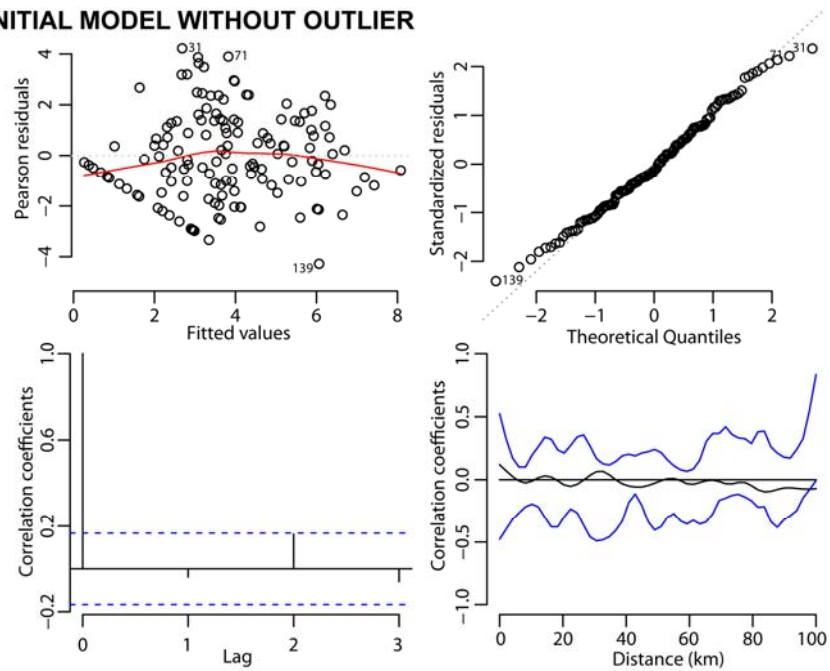 NITIAL MODEL WITHOUT OUTLIER
Pearson residuals
4
2
0
−2
−4
31
71
139
0 2 4 6 8
Fitted values
Standardized residuals
2
1
0
−1
−2
71 31
139
−2 −1 0 1 2
Theoretical Quantiles
Correlation coefficients
1.0
0.6
0.2
−0.2
0 1 2 3
Lag
Correlation coefficients
1.0
0.5
0.0
−0.5
−1.0
0 20 40 60 80 100
Distance (km)